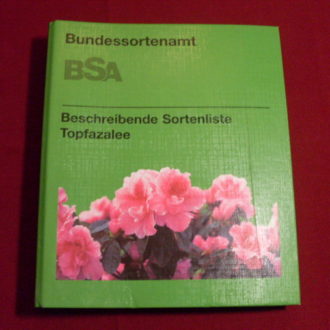 Bundessortenamt
BSA
Beschreibende Sortenliste
Topfazalee